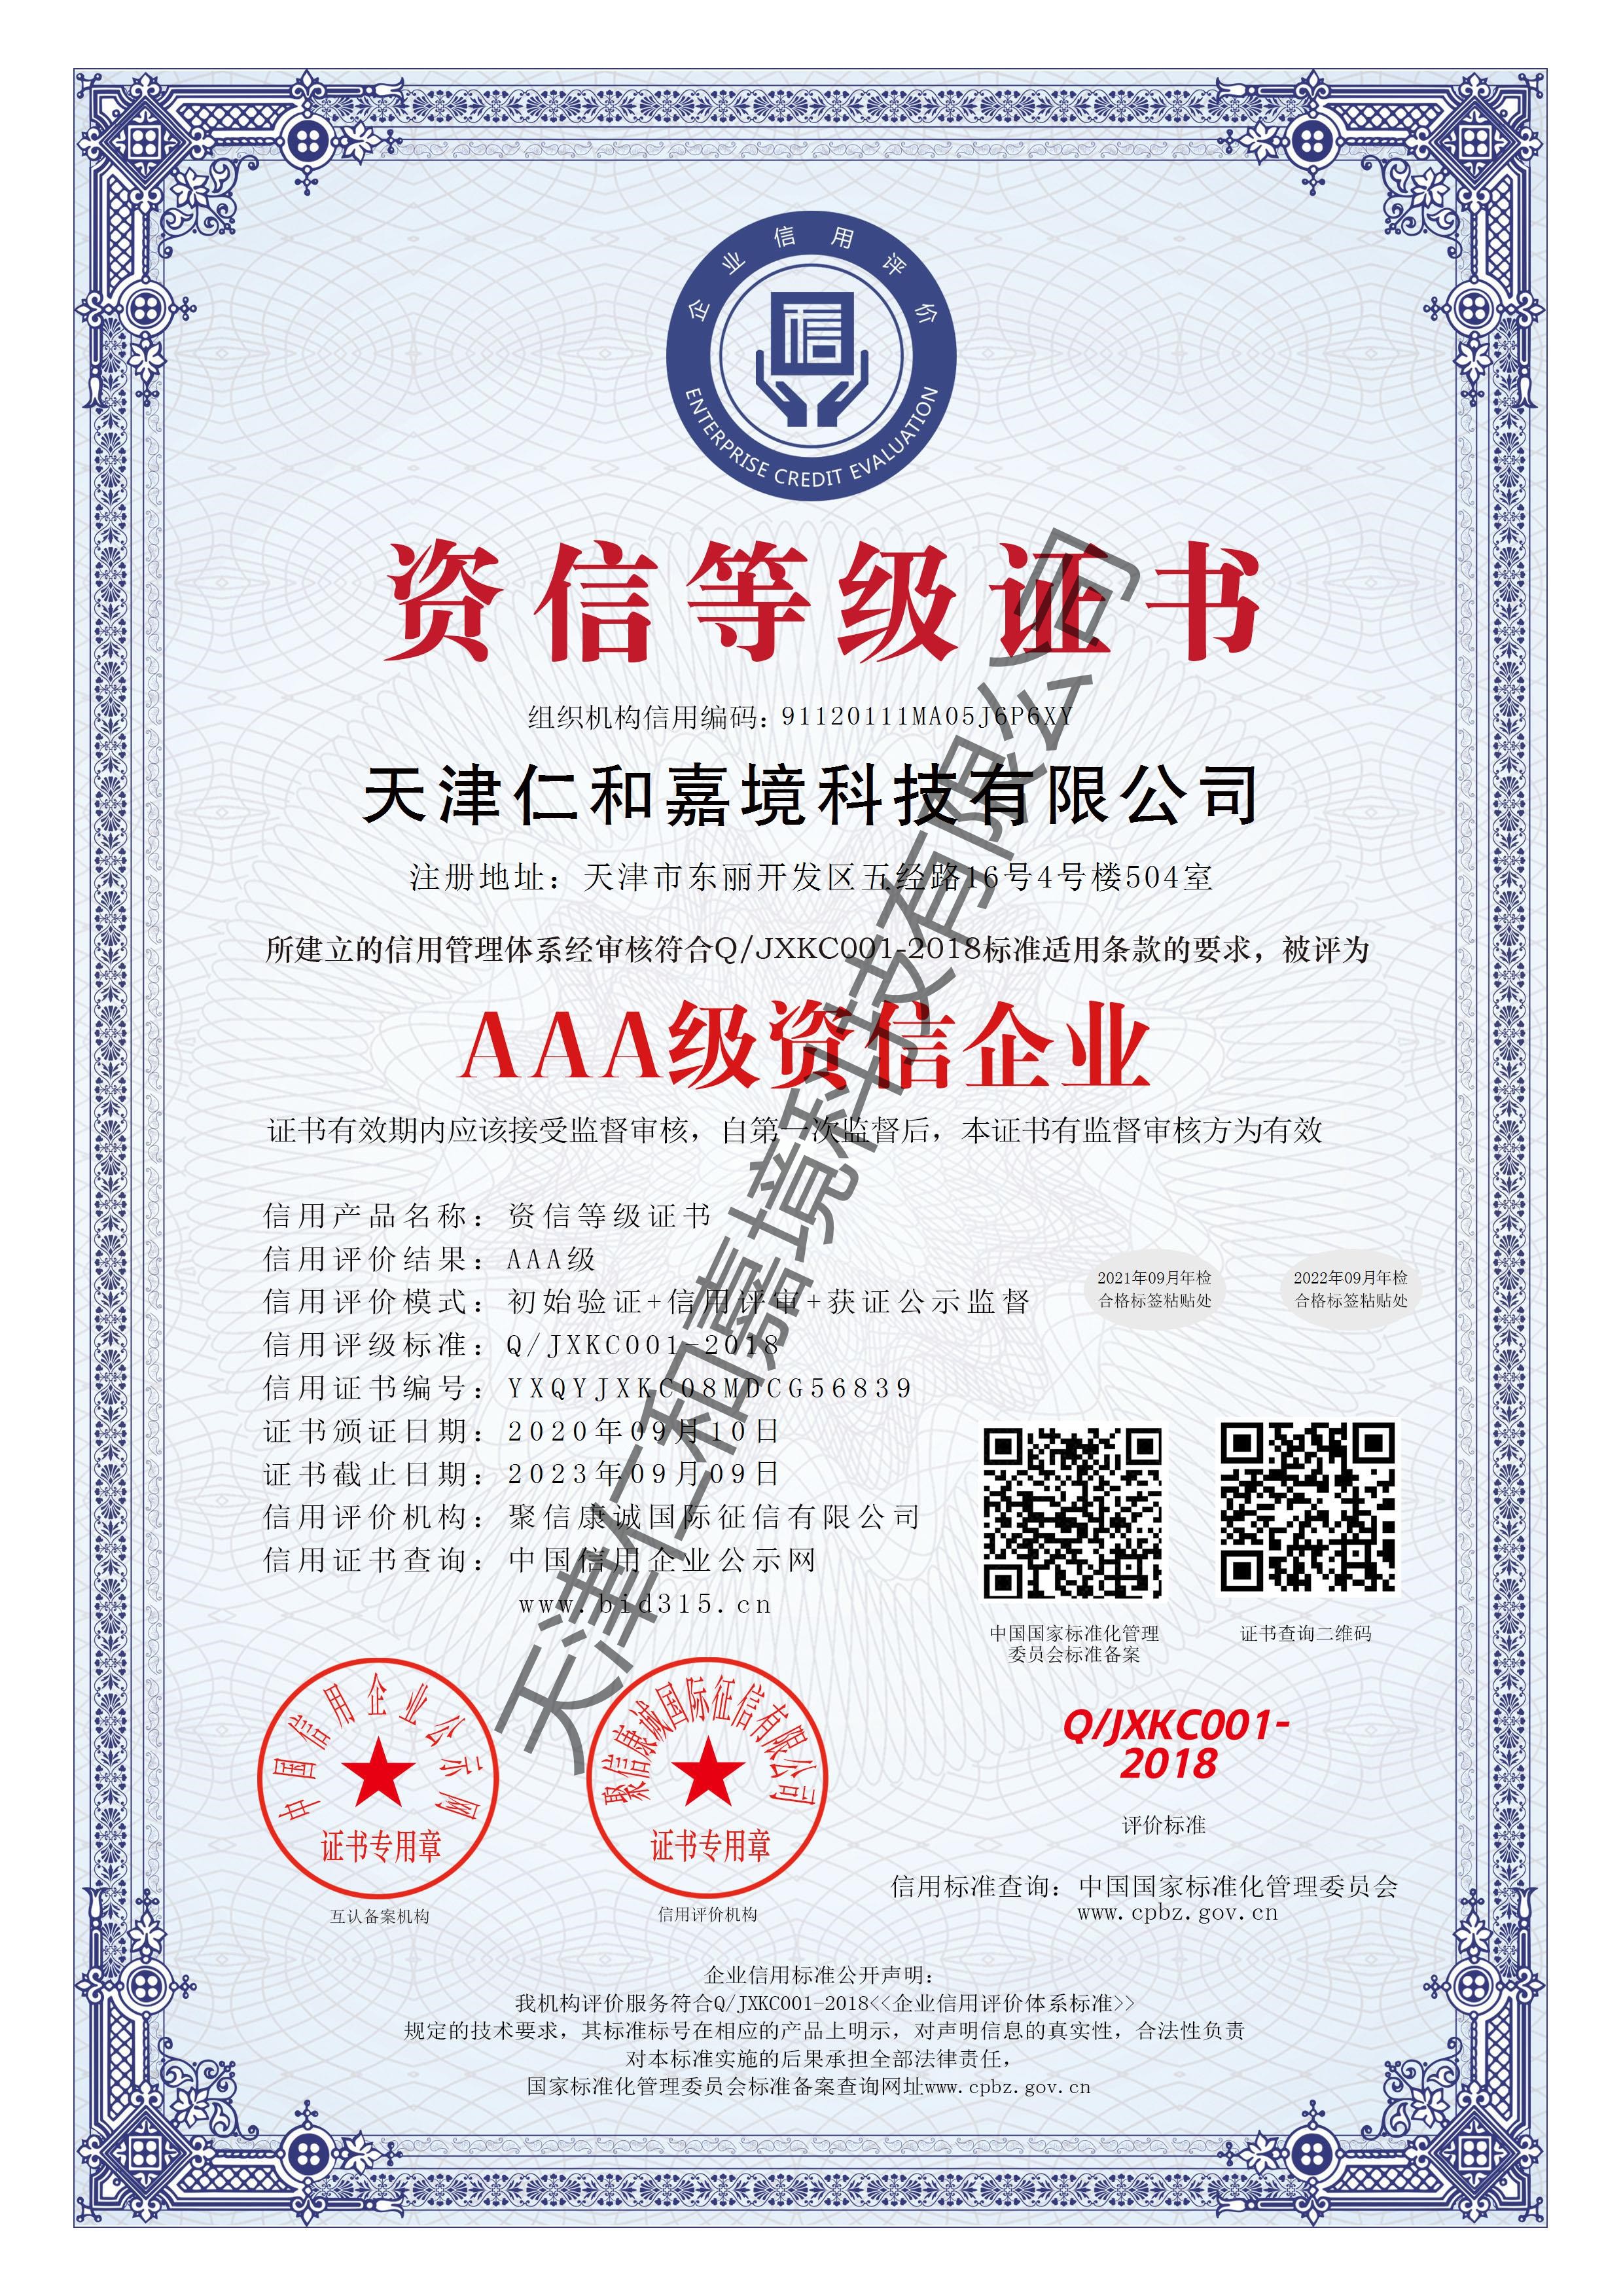 企业信用评价
ENTERPRISE CREDIT EVALUATION
资信等级证书
组织机构信用编码：91120111MA05J6P6XY
天津仁和嘉境科技有限公司
注册地址：天津市东丽开发区五经路16号4号楼504室
所建立的信用管理体系经审核符合Q/JXKC001-2018标准适用条款的要求，被评为
AAA级资信企业
证书有效期内应该接受监督审核，自第一次监督后，本证书有监督审核方为有效
信用产品名称：资信等级证书
信用评价结果：AAA级
信用评价模式：初始验证+信用评审+获证公示监督
信用评级标准：Q/JXKC001-2018
信用证书编号：YXQYJXKC08MDCG56839
证书颁证日期：2020年09月10日
证书截止日期：2023年09月09日
信用评价机构：聚信康诚国际征信有限公司
信用证书查询：中国信用企业公示网
www.bid315.cn
2021年09月年检
合格标签粘贴处
2022年09月年检
合格标签粘贴处
中国国家标准化管理
委员会标准备案
证书查询二维码
中国信用企业公示网
证书专用章
互认备案机构
聚信康诚国际征信有限公司
证书专用章
信用评价机构
Q/JXKC001-
2018
评价标准
信用标准查询：中国国家标准化管理委员会
www.cpbz.gov.cn
企业信用标准公开声明：
我机构评价服务符合Q/JXKC001-2018<<企业信用评价体系标准>>
规定的技术要求，其标准标号在相应的产品上明示，对声明信息的真实性，合法性负责
对本标准实施的后果承担全部法律责任，
国家标准化管理委员会标准备案查询网址www.cpbz.gov.cn
天津仁和嘉境科技有限公司